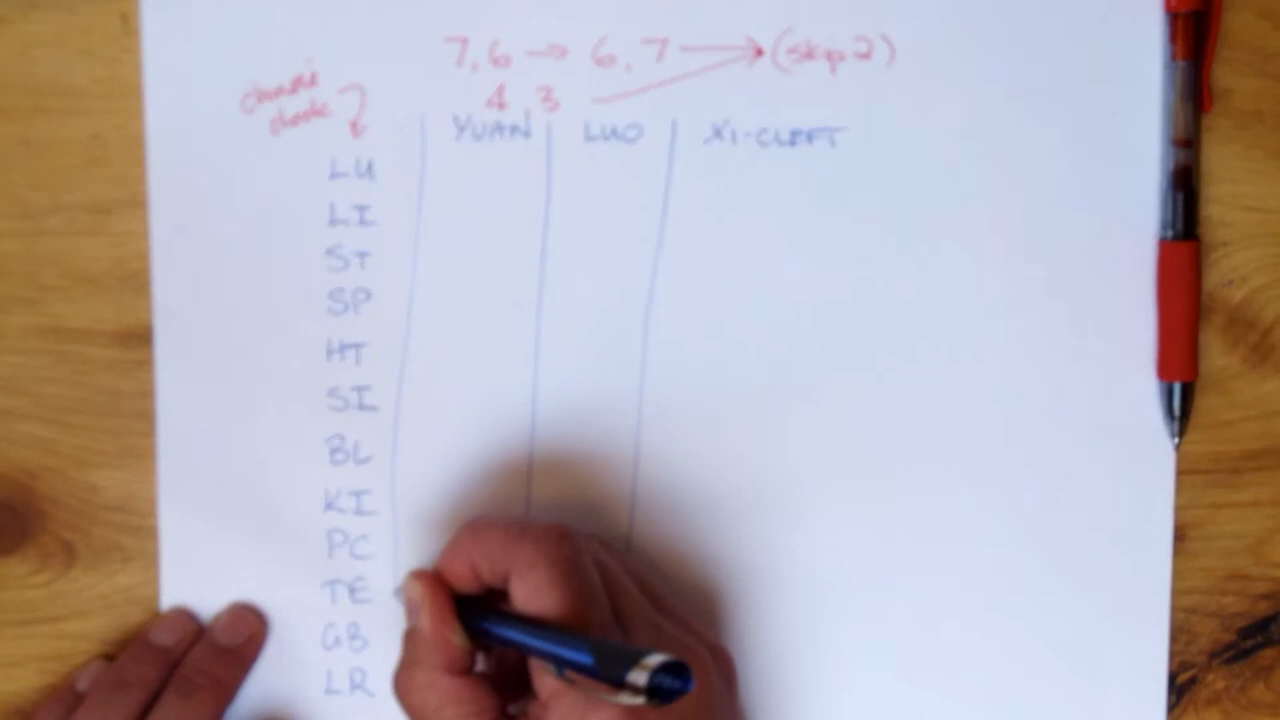 7,6 → 6,7 → (skip 2)
4,3
YUAN LUO XI-CLEFT
LU
LI
ST
SP
HT
SI
BL
KI
PC
TE
GB
LR